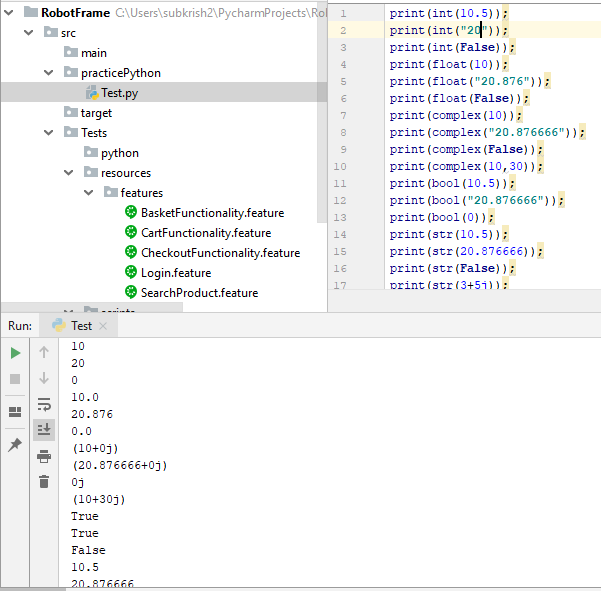 RobotFrame C:\Users\subkrish2\PycharmProjects\Rol
src
main
practicePython
Test.py
target
Tests
python
resources
features
BasketFunctionality.feature
CartFunctionality.feature
CheckoutFunctionality.feature
Login.feature
SearchProduct.feature
scripts
1 print(int(10.5));
2 print(int("20"));
3 print(int(False));
4 print(float(10));
5 print(float("20.876"));
6 print(float(False));
7 print(complex(10));
8 print(complex("20.876666"));
9 print(complex(False));
10 print(complex(10,30));
11 print(bool(10.5));
12 print(bool("20.876666"));
13 print(bool(0));
14 print(str(10.5));
15 print(str(20.876666));
16 print(str(False));
17 print(str(3+5j));
Run: Test
10
20
0
10.0
20.876
0.0
(10+0j)
(20.876666+0j)
0j
(10+30j)
True
True
False
10.5
20.876666